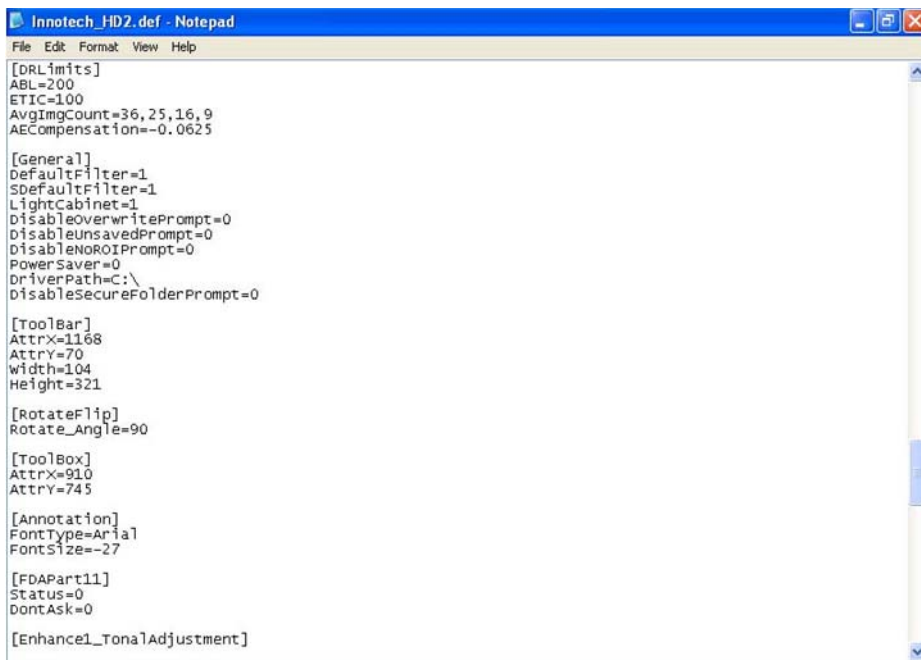 Innotech_HD2.def - Notepad
File Edit Format View Help
[DRLimits]
ABL=200
ETIC=100
AvgImgCount=36,25,16,9
AECompensation=-0.0625
[General]
DefaultFilter=1
SDefaultFilter=1
LightCabinet=1
DisableOverwritePrompt=0
DisableUnsavedPrompt=0
DisableNoROIPrompt=0
PowerSaver=0
DriverPath=C:\
DisableSecureFolderPrompt=0
[ToolBar]
AttrX=1168
AttrY=70
Width=104
Height=321
[RotateFlip]
Rotate_Angle=90
[ToolBox]
AttrX=910
AttrY=745
[Annotation]
FontType=Arial
FontSize=-27
[FDAPart11]
Status=0
DontAsk=0
[Enhance1_TonalAdjustment]